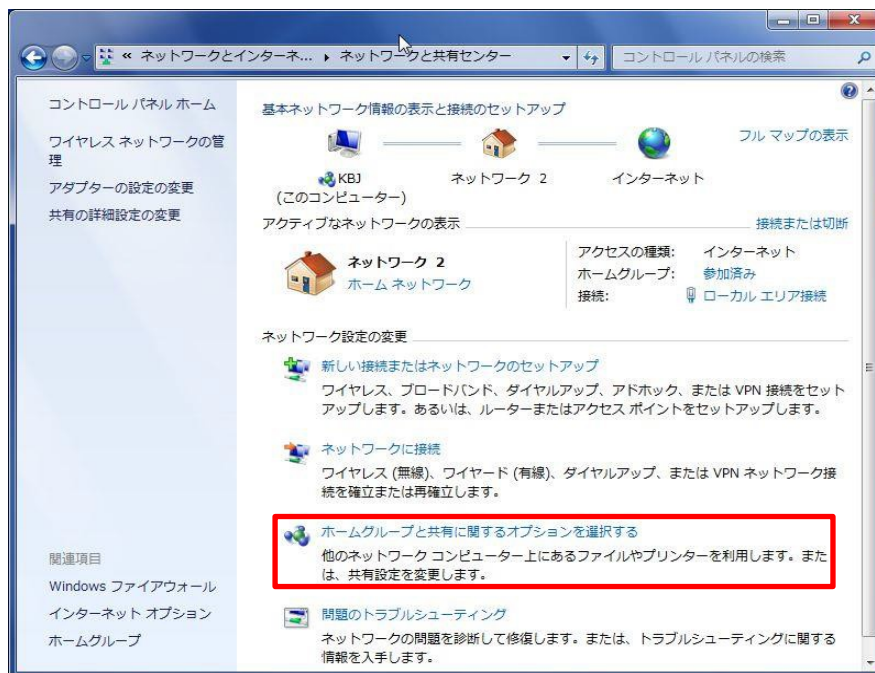 « ネットワークとインターネ... ▸ ネットワークと共有センター
コントロール パネルの検索
コントロール パネル ホーム
ワイヤレス ネットワークの管
理
アダプターの設定の変更
共有の詳細設定の変更
基本ネットワーク情報の表示と接続のセットアップ
フル マップの表示
KBJ
(このコンピューター)
ネットワーク 2
インターネット
アクティブなネットワークの表示
接続または切断
ネットワーク 2
ホーム ネットワーク
アクセスの種類: インターネット
ホームグループ: 参加済み
接続: ローカル エリア接続
ネットワーク設定の変更
新しい接続またはネットワークのセットアップ
ワイヤレス、ブロードバンド、ダイヤルアップ、アドホック、または VPN 接続をセット
アップします。あるいは、ルーターまたはアクセス ポイントをセットアップします。
ネットワークに接続
ワイヤレス (無線)、ワイヤード (有線)、ダイヤルアップ、または VPN ネットワーク接
続を確立または再確立します。
ホームグループと共有に関するオプションを選択する
他のネットワーク コンピューター上にあるファイルやプリンターを利用します。また
は、共有設定を変更します。
問題のトラブルシューティング
ネットワークの問題を診断して修復します。または、トラブルシューティングに関する
情報を入手します。
関連項目
Windows ファイアウォール
インターネット オプション
ホームグループ